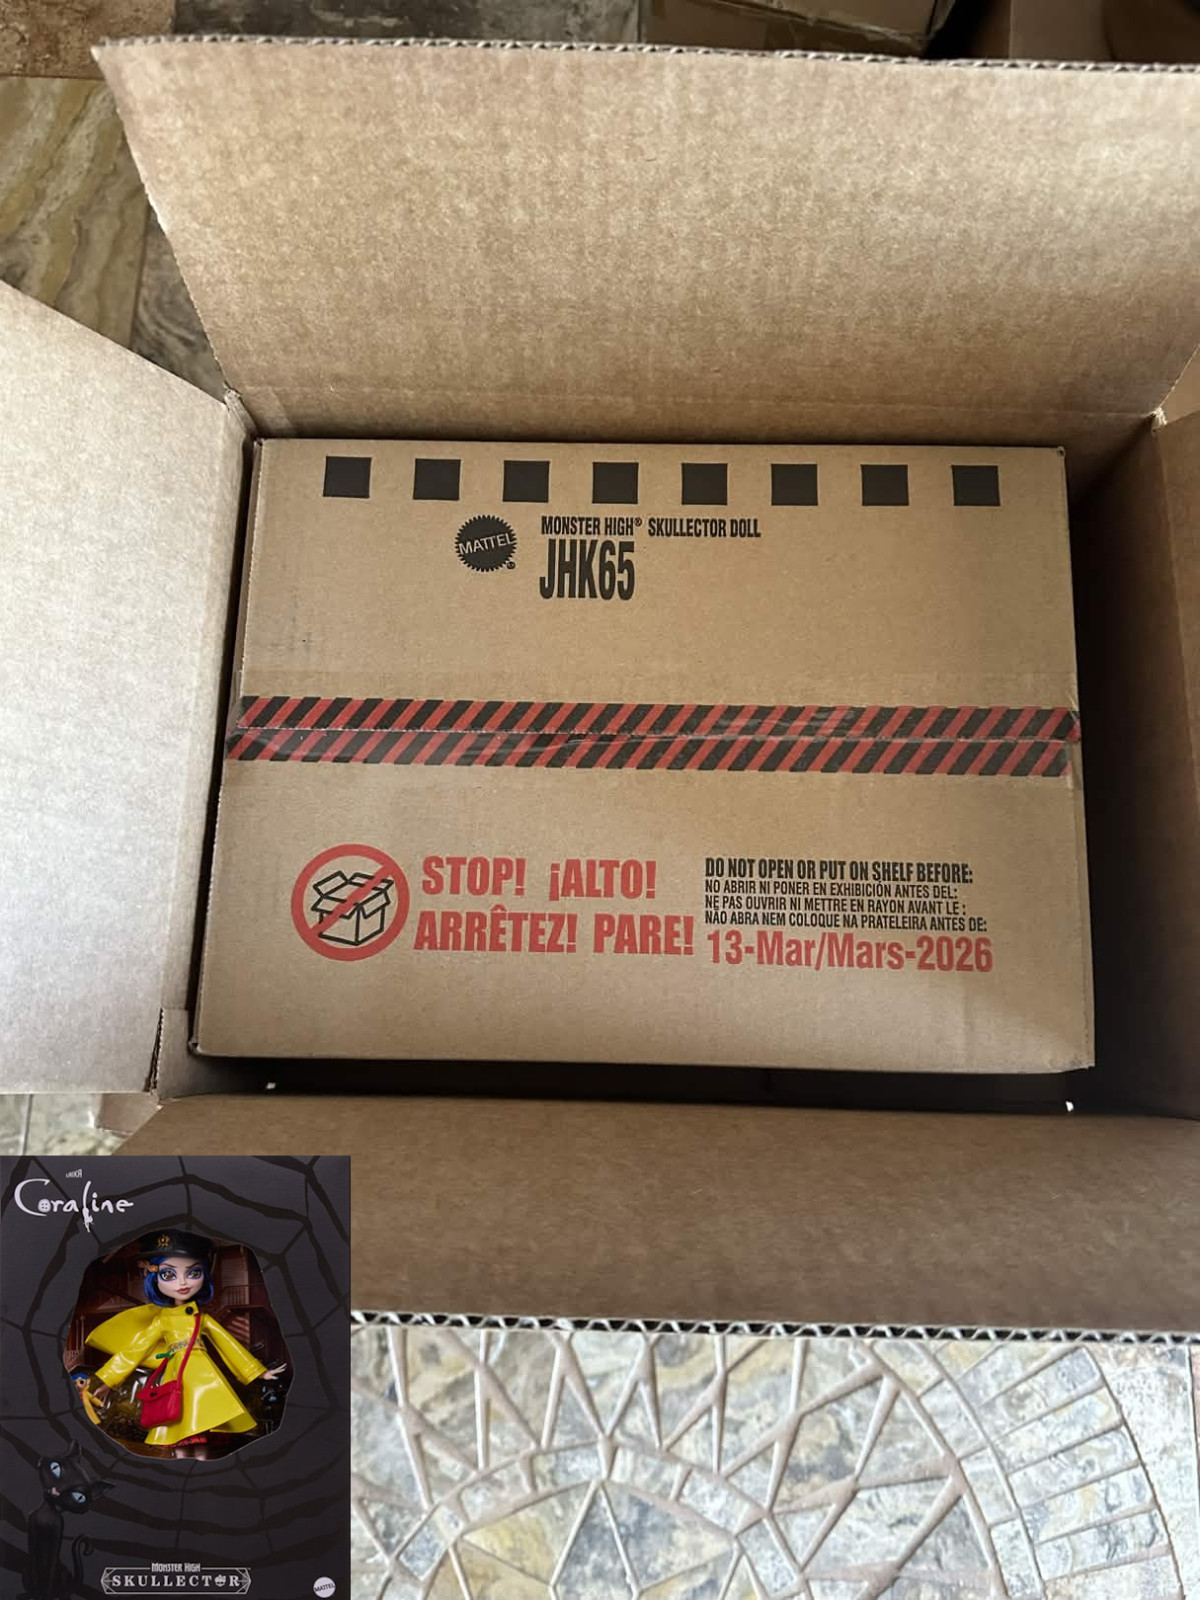 MATTEL
MONSTER HIGH® SKULLECTOR DOLL
JHK65
STOP! ¡ALTO!
ARRÊTEZ! PARE!
DO NOT OPEN OR PUT ON SHELF BEFORE:
NO ABRIR NI PONER EN EXHIBICIÓN ANTES DEL:
NE PAS OUVRIR NI METTRE EN RAYON AVANT LE :
NÃO ABRA NEM COLOQUE NA PRATELEIRA ANTES DE:
13-Mar/Mars-2026
LAIKA
Coraline
MONSTER HIGH
SKULLECTOR
MATTEL